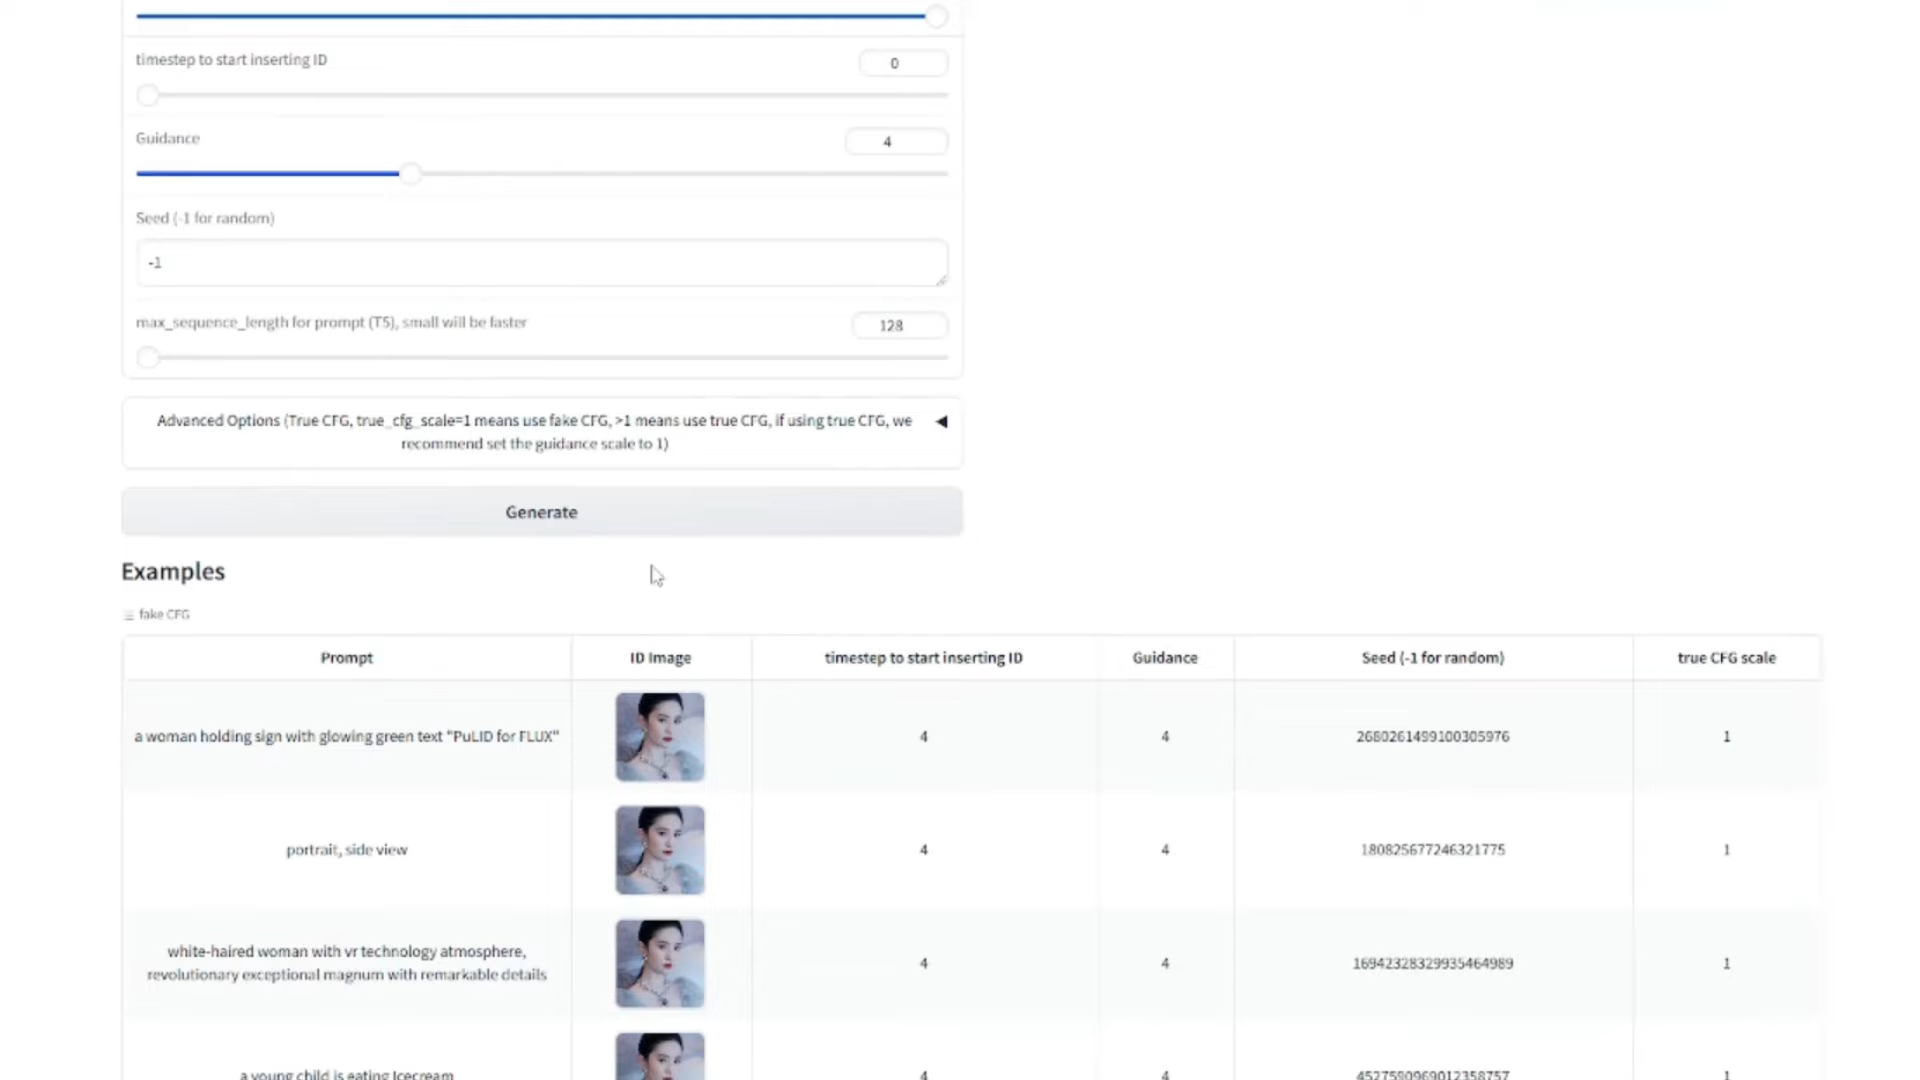 timestep to start inserting ID
0
Guidance
4
Seed (-1 for random)
-1
max_sequence_length for prompt (T5), small will be faster
128
Advanced Options (True CFG, true_cfg_scale=1 means use fake CFG, >1 means use true CFG, if using true CFG, we
recommend set the guidance scale to 1)
Generate
Examples
fake CFG
Prompt ID Image timestep to start inserting ID Guidance Seed (-1 for random) true CFG scale
a woman holding sign with glowing green text "PuLID for FLUX" 4 4 2680261499100305976 1
portrait, side view 4 4 180825677246321775 1
white-haired woman with vr technology atmosphere,
revolutionary exceptional magnum with remarkable details 4 4 16942328329935464989 1
a young child is eating Icecream 4 4 4527590969012358757 1